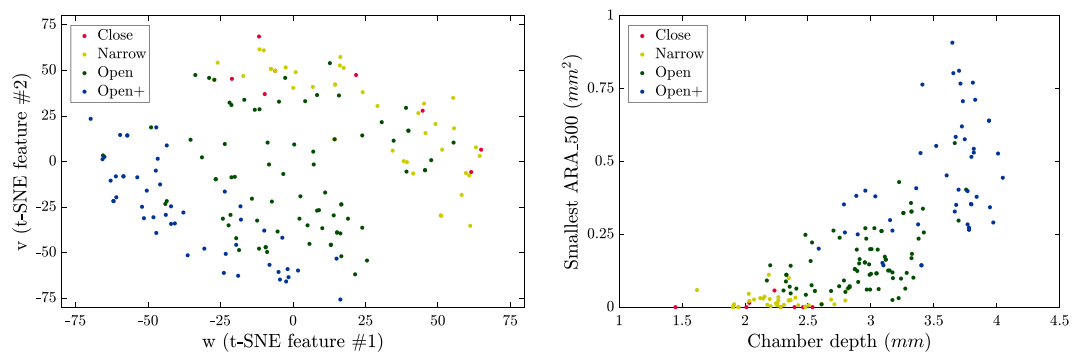 75
50
25
0
-25
-50
-75
-75
-50
-25
0
25
50
75
v (t-SNE feature #2)
w (t-SNE feature #1)
Close
Narrow
Open
Open+
1
0.75
0.5
0.25
0
1
1.5
2
2.5
3
3.5
4
4.5
Smallest ARA_500 (mm²)
Chamber depth (mm)
Close
Narrow
Open
Open+